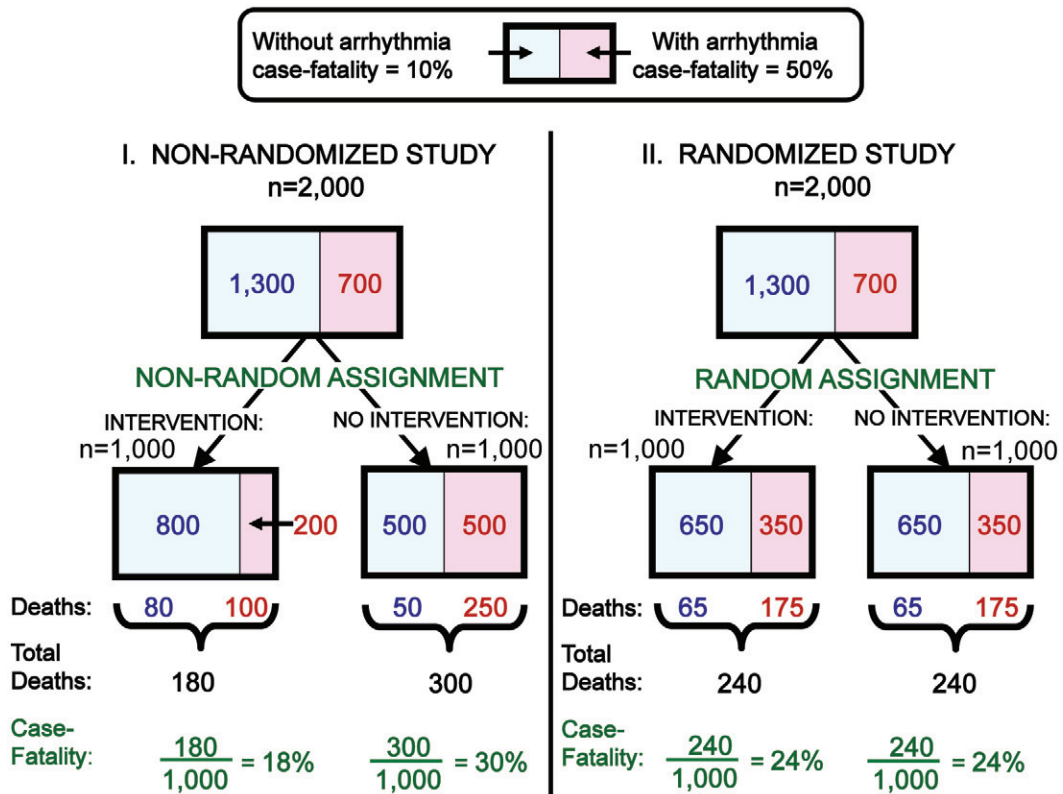 Without arrhythmia
case-fatality = 10%
With arrhythmia
case-fatality = 50%
I. NON-RANDOMIZED STUDY
n=2,000
1,300 700
NON-RANDOM ASSIGNMENT
INTERVENTION:
n=1,000
NO INTERVENTION:
n=1,000
800 200
500 500
Deaths: 80 100 50 250
Total
Deaths: 180 300
Case-
Fatality: 180
1,000 = 18%
300
1,000 = 30%
II. RANDOMIZED STUDY
n=2,000
1,300 700
RANDOM ASSIGNMENT
INTERVENTION:
n=1,000
NO INTERVENTION:
n=1,000
650 350
650 350
Deaths: 65 175 65 175
Total
Deaths: 240 240
Case-
Fatality: 240
1,000 = 24%
240
1,000 = 24%